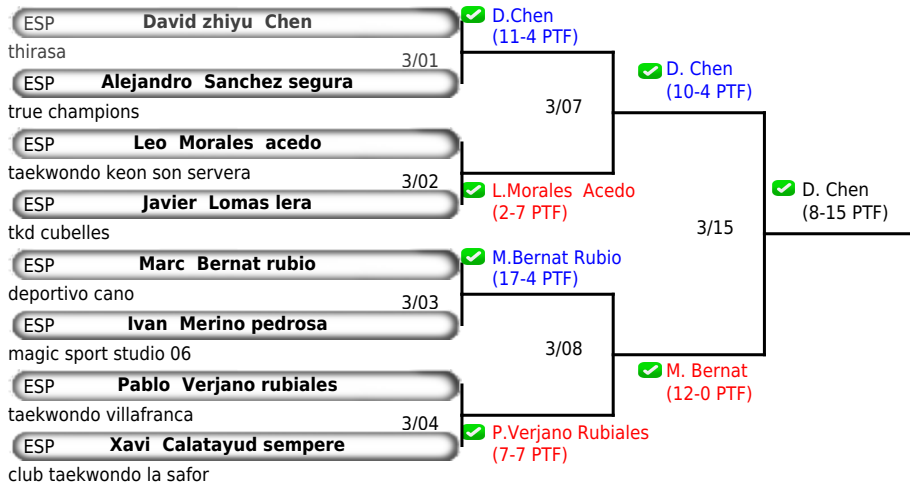 ESP David zhiyu Chen
thirasa
3/01
ESP Alejandro Sanchez segura
true champions
ESP Leo Morales acedo
taekwondo keon son servera
3/02
ESP Javier Lomas lera
tkd cubelles
ESP Marc Bernat rubio
deportivo cano
3/03
ESP Ivan Merino pedrosa
magic sport studio 06
ESP Pablo Verjano rubiales
taekwondo villafranca
3/04
ESP Xavi Calatayud sempere
club taekwondo la safor
D.Chen
(11-4 PTF)
3/07
L.Morales Acedo
(2-7 PTF)
M.Bernat Rubio
(17-4 PTF)
3/08
P.Verjano Rubiales
(7-7 PTF)
D. Chen
(10-4 PTF)
3/15
M. Bernat
(12-0 PTF)
D. Chen
(8-15 PTF)